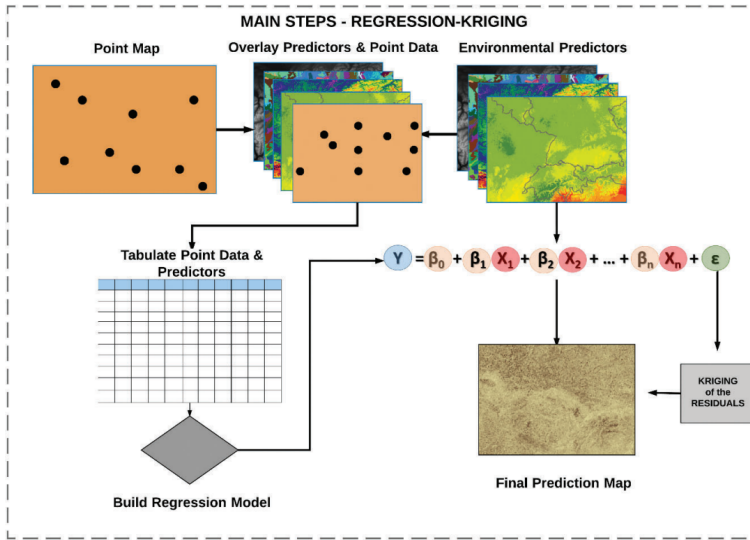 MAIN STEPS - REGRESSION-KRIGING
Point Map
Overlay Predictors & Point Data
Environmental Predictors
Tabulate Point Data &
Predictors
Y = β0 + β1 X1 + β2 X2 + ... + βn Xn + ε
KRIGING
of the
RESIDUALS
Build Regression Model
Final Prediction Map